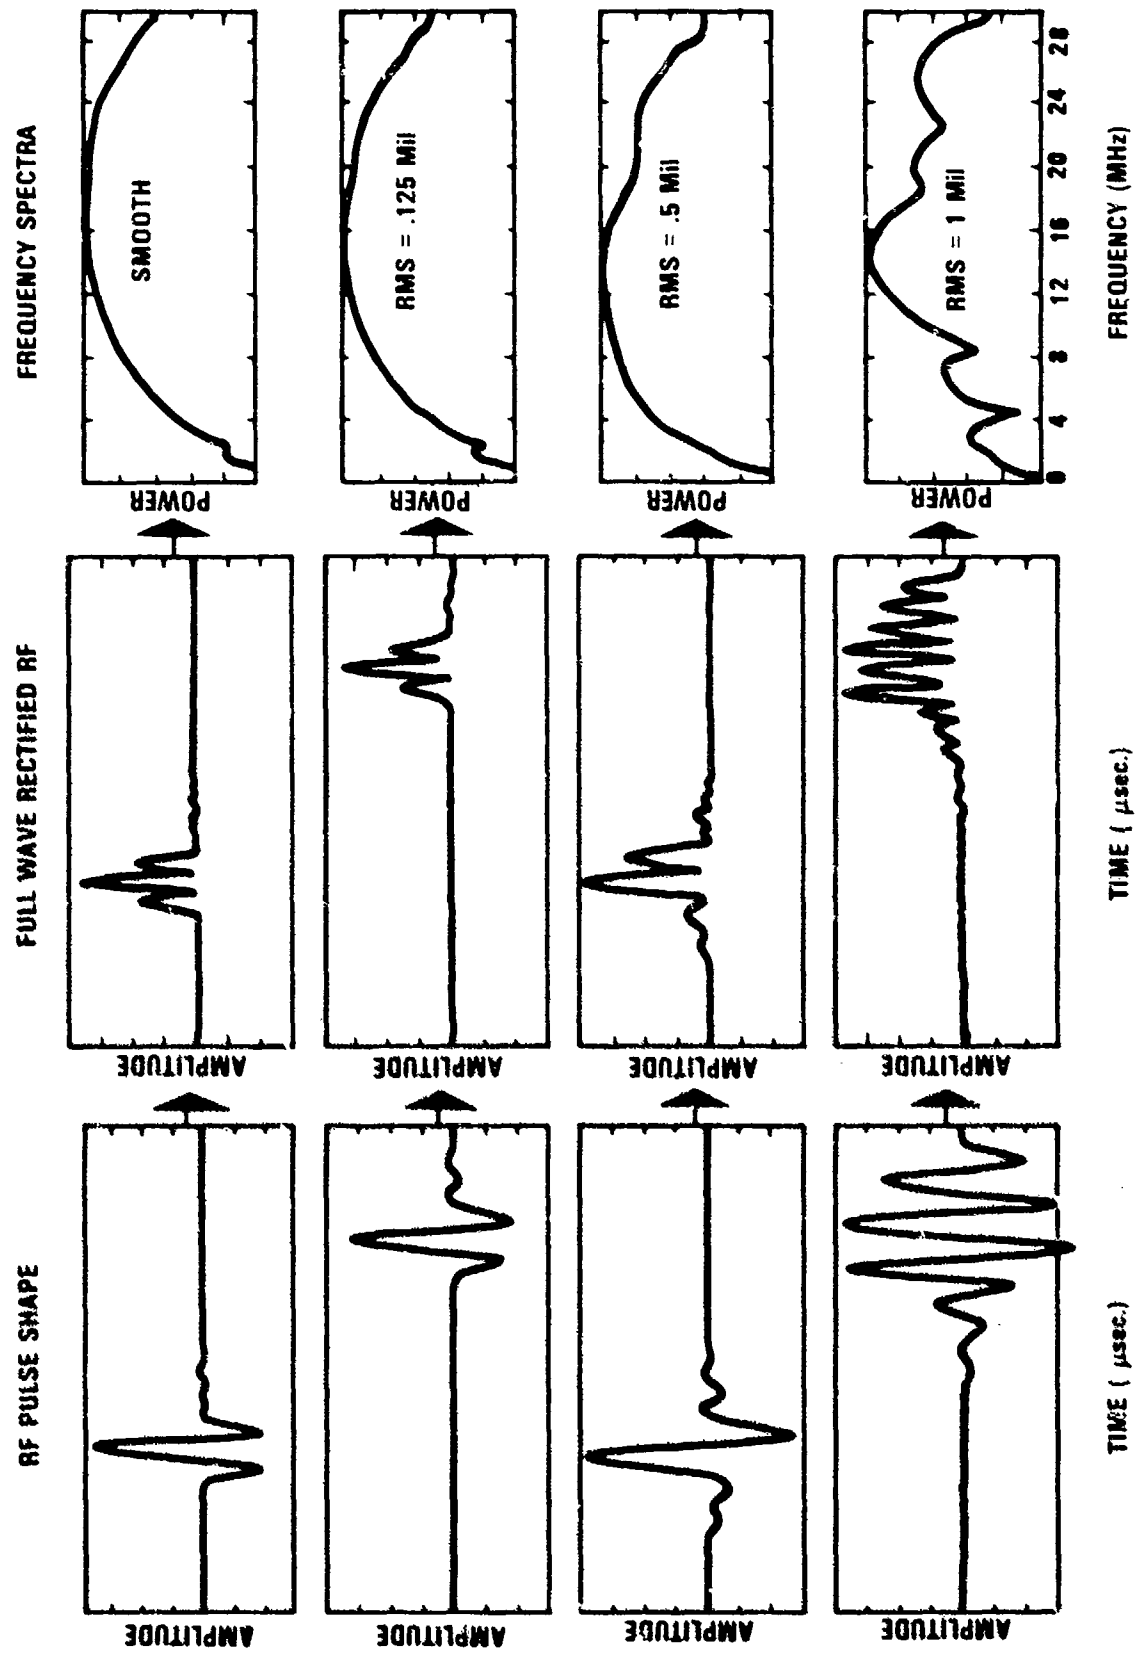 RF PULSE SHAPE
FULL WAVE RECTIFIED RF
FREQUENCY SPECTRA
AMPLITUDE
AMPLITUDE
POWER
SMOOTH
AMPLITUDE
AMPLITUDE
POWER
RMS = .125 Mil
AMPLITUDE
AMPLITUDE
POWER
RMS = .5 Mil
AMPLITUDE
AMPLITUDE
POWER
RMS = 1 Mil
0 4 8 12 16 20 24 28
TIME ( µsec.)
TIME ( µsec.)
FREQUENCY (MHz)